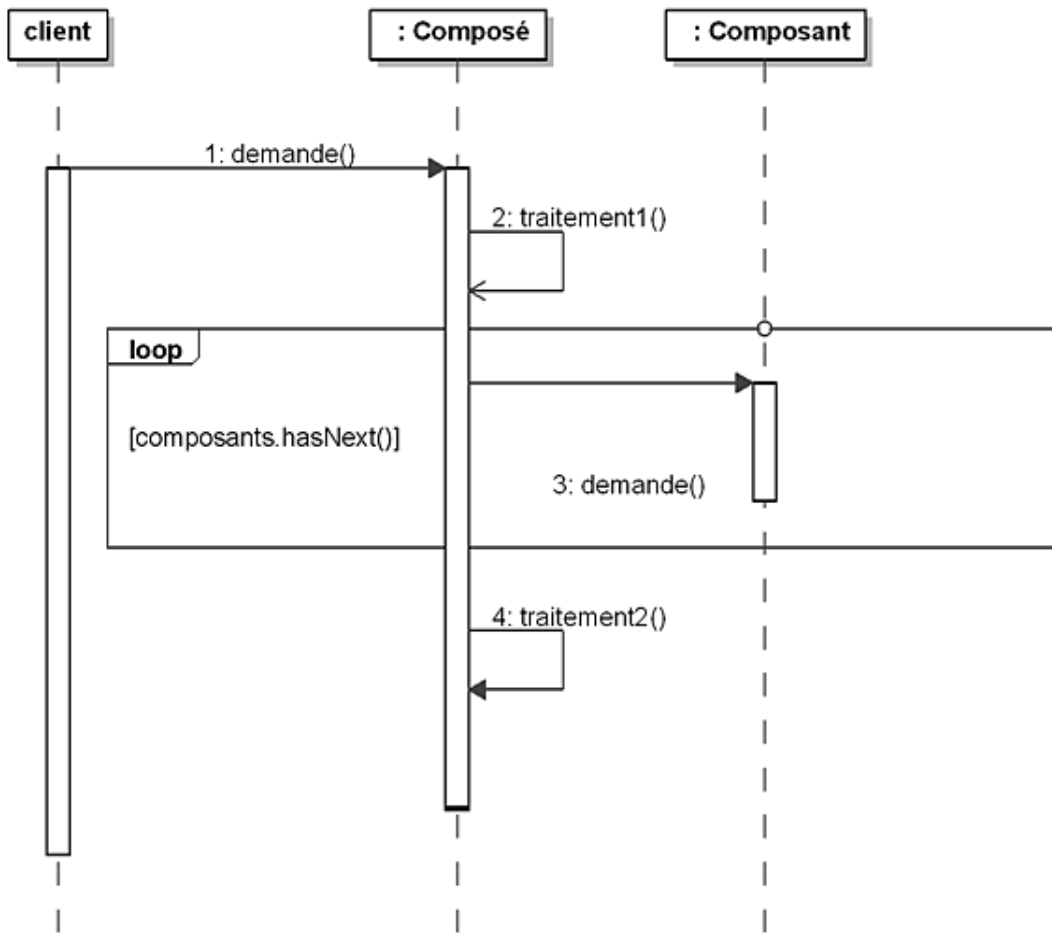 client
: Composé
: Composant
1: demande()
2: traitement1()
loop
[composants.hasNext()]
3: demande()
4: traitement2()